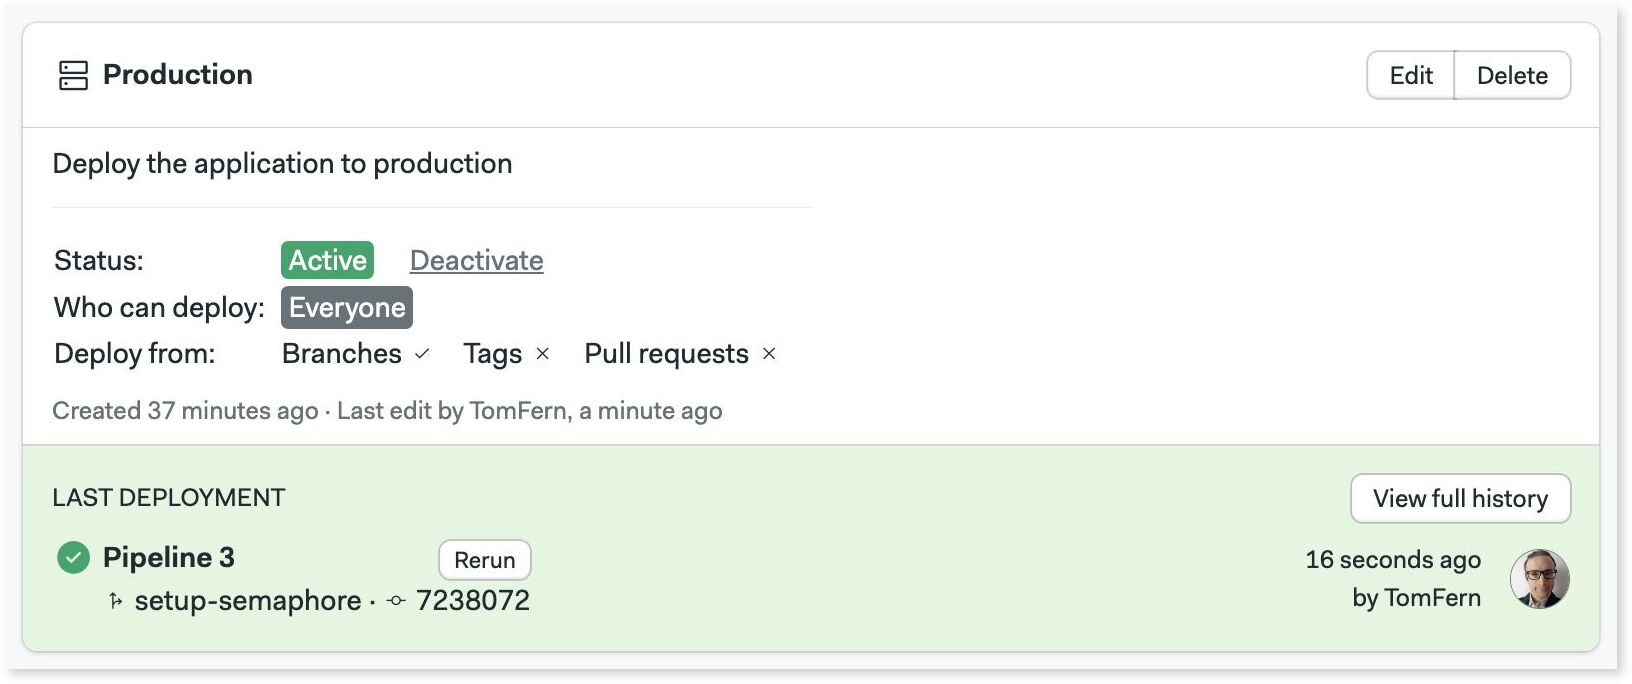 Production
Edit Delete
Deploy the application to production
Status: Active Deactivate
Who can deploy: Everyone
Deploy from: Branches ✓ Tags × Pull requests ×
Created 37 minutes ago · Last edit by TomFern, a minute ago
LAST DEPLOYMENT
View full history
Pipeline 3 Rerun
setup-semaphore · 7238072
16 seconds ago
by TomFern